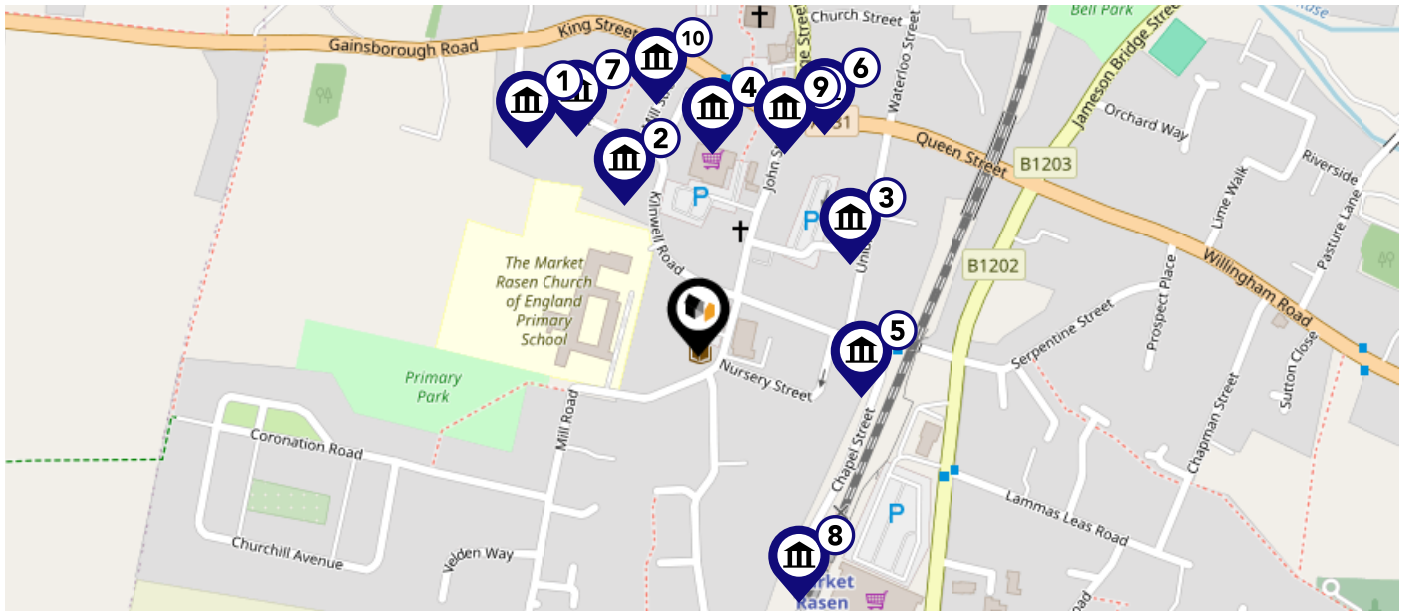 Church Street
Bell Park
King Street
Gainsborough Road
Waterloo Street
Jameson Bridge Street
10
1
7
4
9
6
Mill
Orchard Way
Queen Street
B1203
2
John S
Riverside
P
Kilnwell Road
Lime Walk
Pasture Lane
3
P
The Market
Rasen Church
of England
Primary
School
B1202
Willingham Road
Prospect Place
Serpentine Street
5
Sutton Close
Nursery Street
Primary
Park
Mill Road
Coronation Road
Chapel Street
Chapman Street
Lammas Leas Road
P
8
Churchill Avenue
Velden Way
Rasen